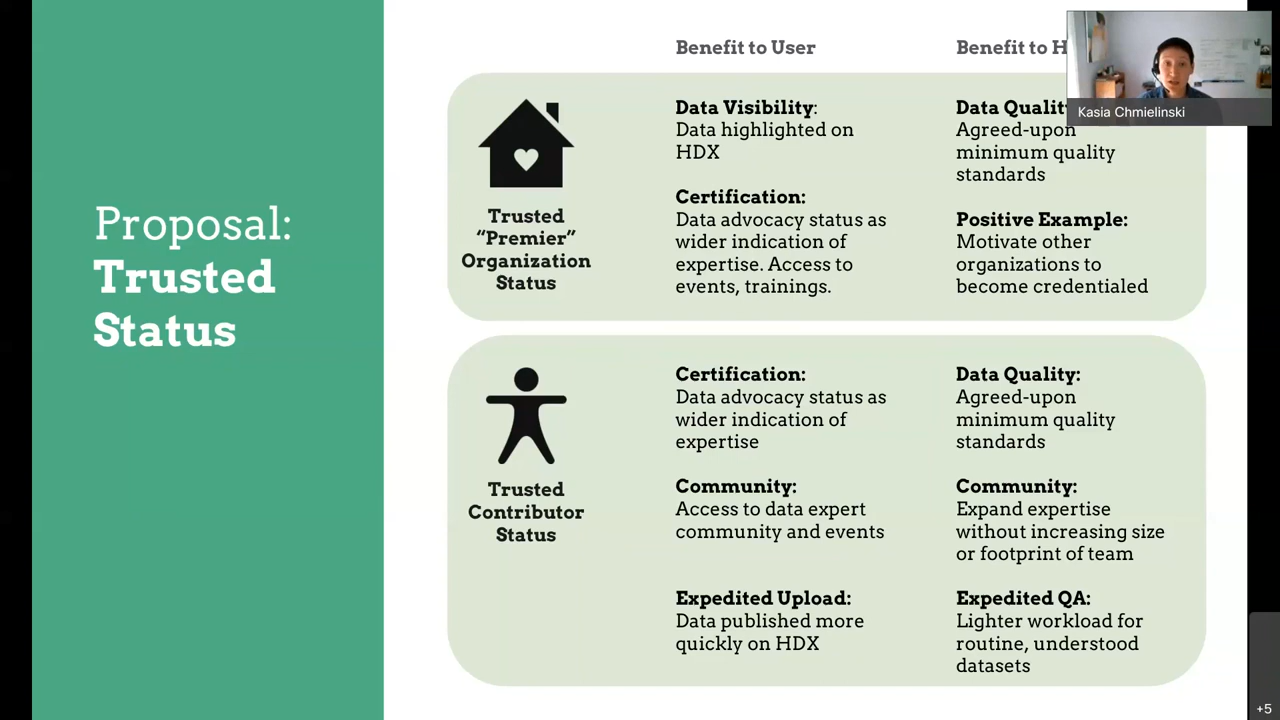 Proposal:
Trusted
Status
Benefit to User
Benefit to H
Trusted
“Premier”
Organization
Status
Data Visibility:
Data highlighted on
HDX
Certification:
Data advocacy status as
wider indication of
expertise. Access to
events, trainings.
Data Quality
Agreed-upon
minimum quality
standards
Positive Example:
Motivate other
organizations to
become credentialed
Trusted
Contributor
Status
Certification:
Data advocacy status as
wider indication of
expertise
Community:
Access to data expert
community and events
Expedited Upload:
Data published more
quickly on HDX
Data Quality:
Agreed-upon
minimum quality
standards
Community:
Expand expertise
without increasing size
or footprint of team
Expedited QA:
Lighter workload for
routine, understood
datasets
Kasia Chmielinski
+5